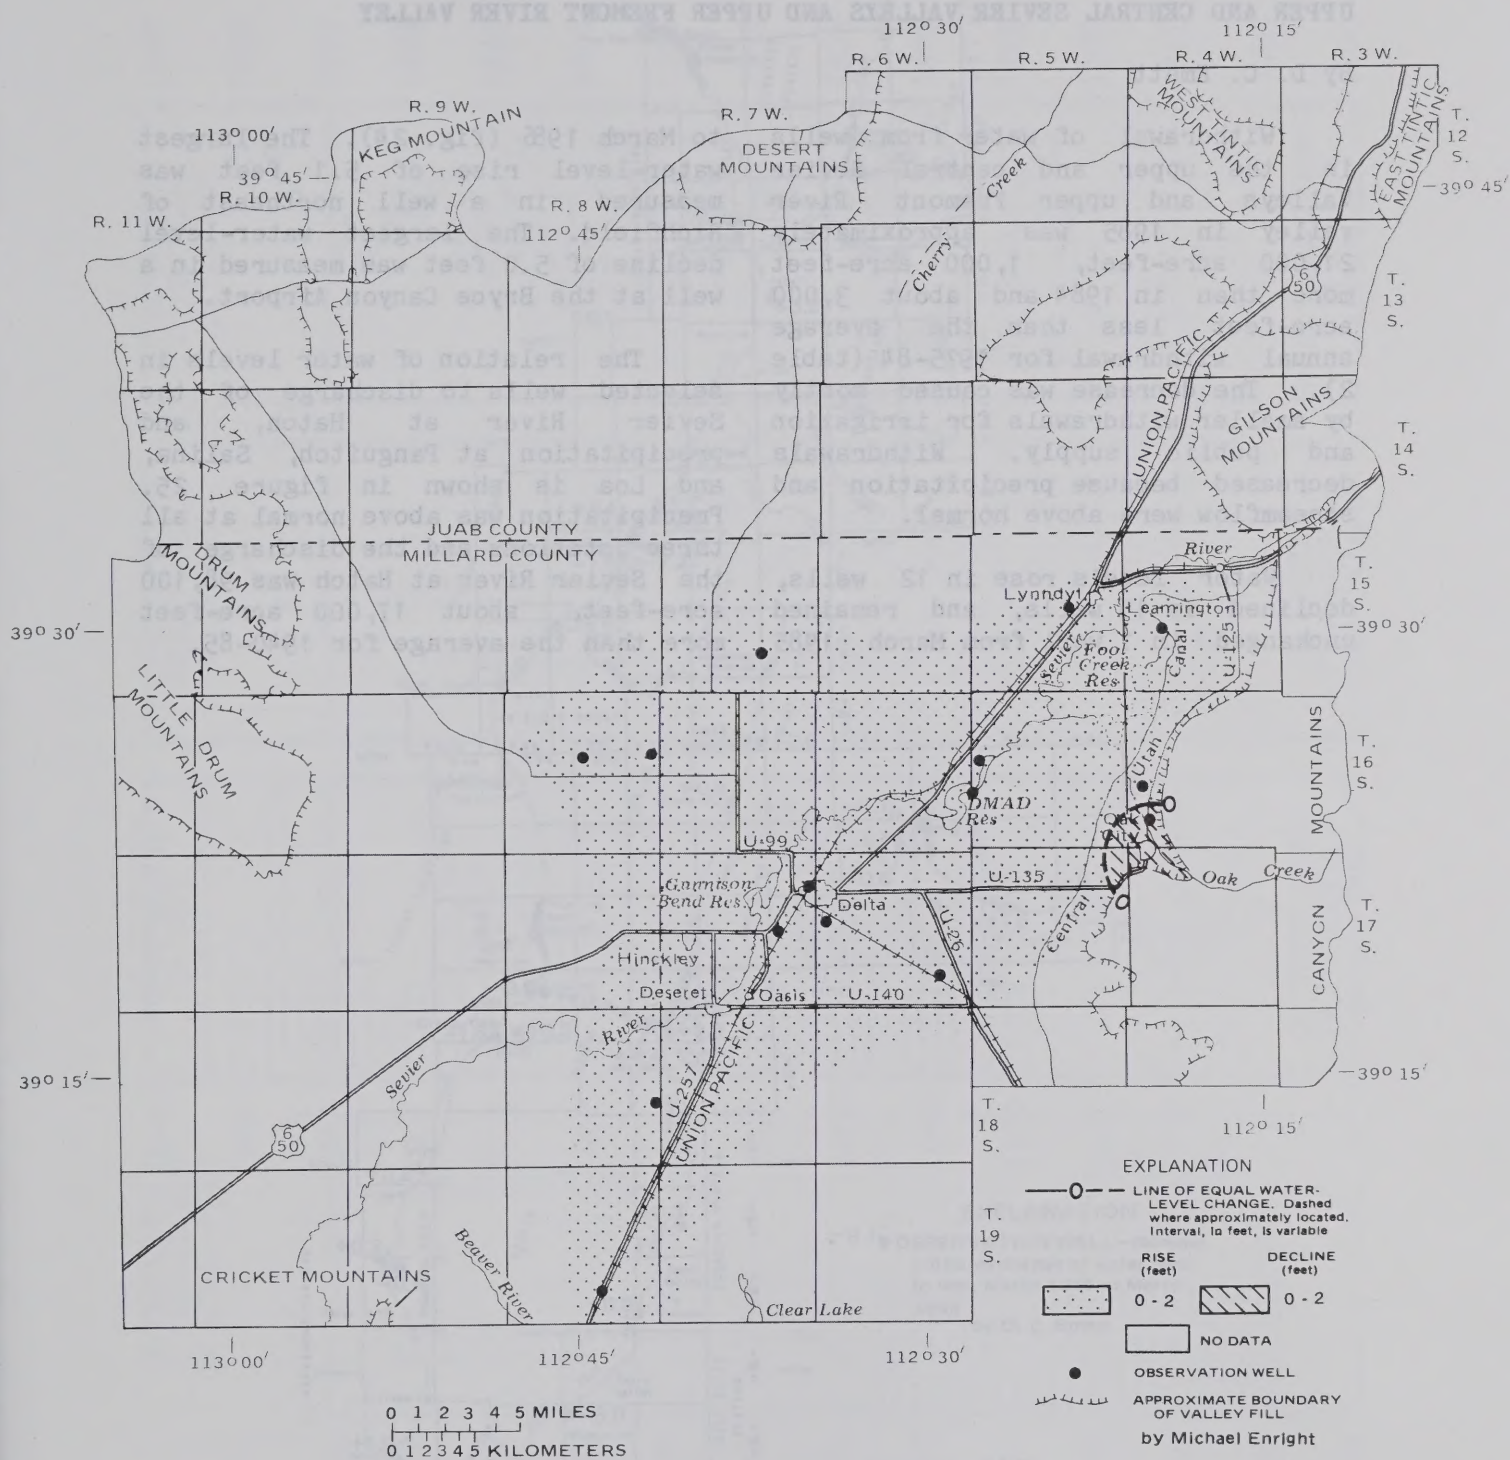 112° 30′
112° 15′
R. 6 W.
R. 5 W.
R. 4 W.
R. 3 W.
R. 9 W.
R. 7 W.
113° 00′
KEG MOUNTAIN
DESERT
MOUNTAINS
WEST TINTIC
MOUNTAINS
EAST TINTIC
MOUNTAINS
T.
12
S.
39° 45′
R. 10 W.
R. 11 W.
R. 8 W.
112° 45′
Cherry Creek
39° 45′
6
50
T.
13
S.
UNION PACIFIC
GILSON
MOUNTAINS
T.
14
S.
JUAB COUNTY
MILLARD COUNTY
DRUM
MOUNTAINS
River
T.
15
S.
Lynndyl
Leamington
39° 30′
39° 30′
Sevier
Fool
Creek
Res
Canal
U-125
LITTLE DRUM
MOUNTAINS
Utah
MOUNTAINS
T.
16
S.
DMAD
Res
Oak
City
U-99
U-135
Oak Creek
Gunnison
Bend Res
Delta
U-26
Central
CANYON
T.
17
S.
Hinckley
Deseret
Oasis
U-140
River
Sevier
39° 15′
39° 15′
U-257
UNION PACIFIC
6
50
T.
18
S.
112° 15′
EXPLANATION
0 LINE OF EQUAL WATER-
LEVEL CHANGE. Dashed
where approximately located.
Interval, in feet, is variable
T.
19
S.
RISE
(feet)
DECLINE
(feet)
0 - 2
0 - 2
NO DATA
OBSERVATION WELL
APPROXIMATE BOUNDARY
OF VALLEY FILL
by Michael Enright
CRICKET MOUNTAINS
Beaver River
Clear Lake
0
0
113° 00′
112° 45′
112° 30′
0 1 2 3 4 5 MILES
0 1 2 3 4 5 KILOMETERS